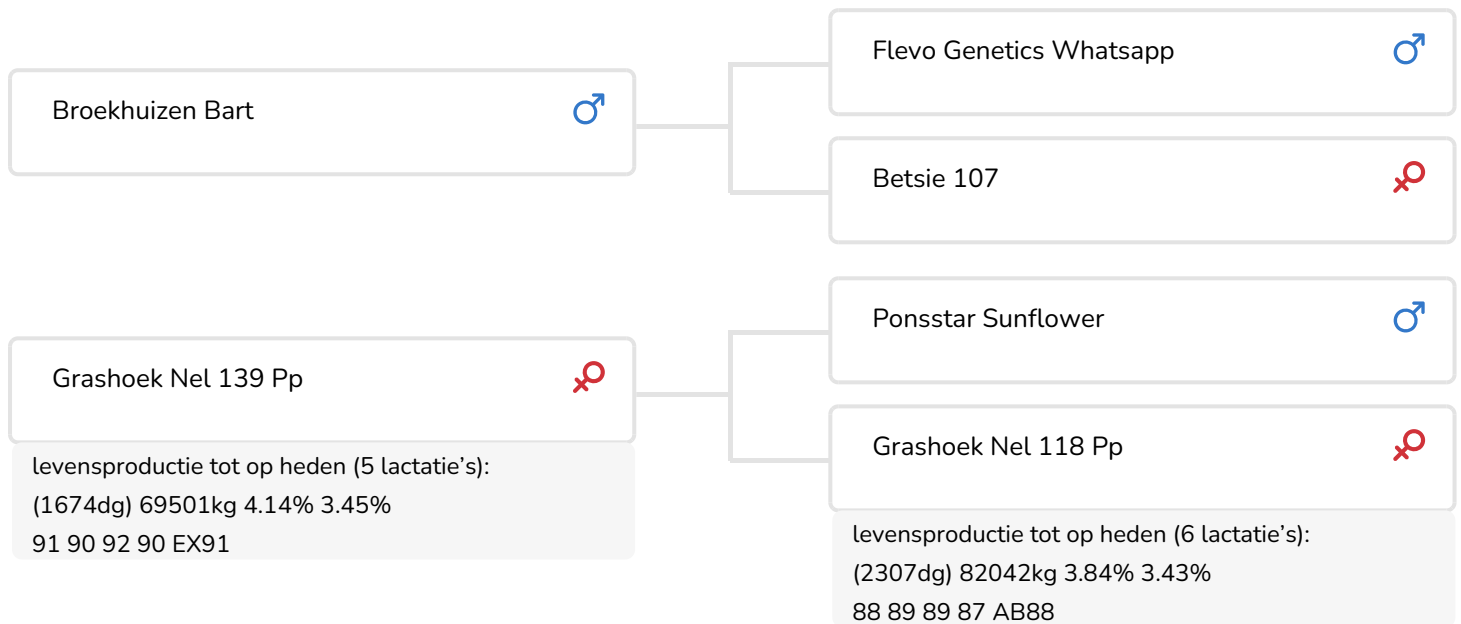 Broekhuizen Bart
Flevo Genetics Whatsapp
Betsie 107
Grashoek Nel 139 Pp
levensproductie tot op heden (5 lactatie’s):
(1674dg) 69501kg 4.14% 3.45%
91 90 92 90 EX91
Ponsstar Sunflower
Grashoek Nel 118 Pp
levensproductie tot op heden (6 lactatie’s):
(2307dg) 82042kg 3.84% 3.43%
88 89 89 87 AB88